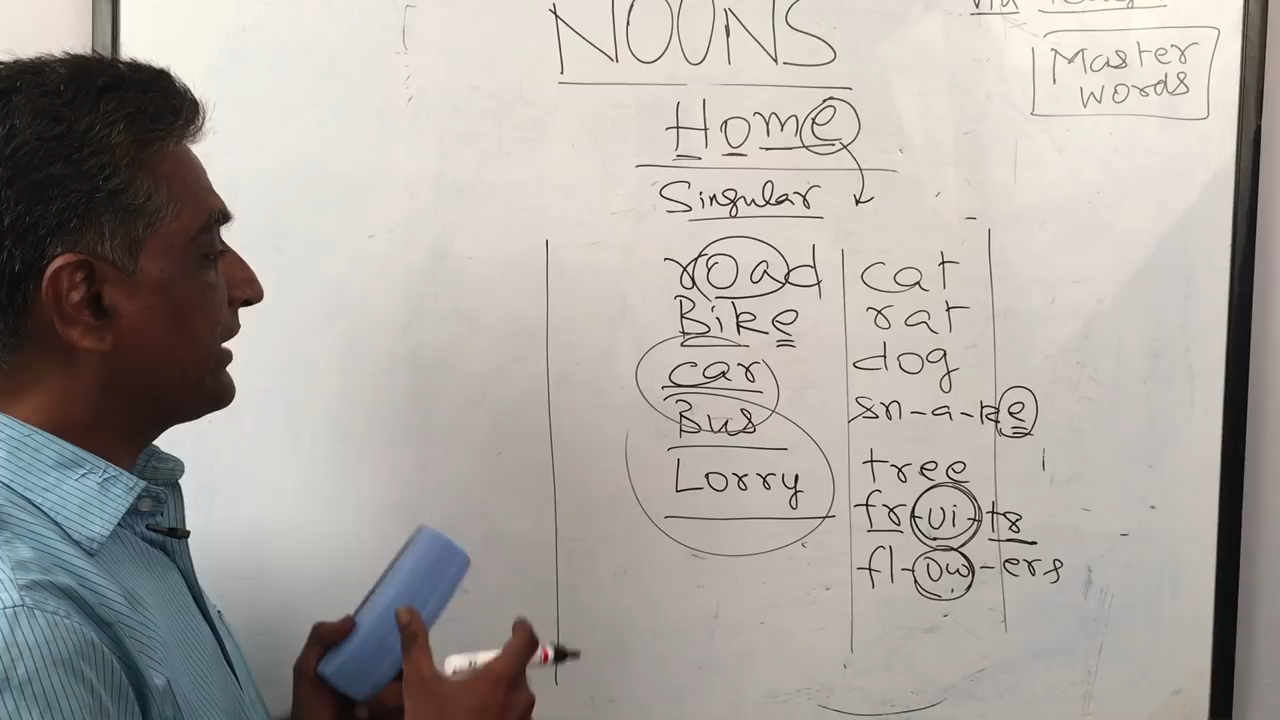 NOUNS
Master
words
Home
Singular
road
Bike
car
Bus
Lorry
cat
rat
dog
sn-a-ke
tree
fr-ui-ts
fl-ow-ers